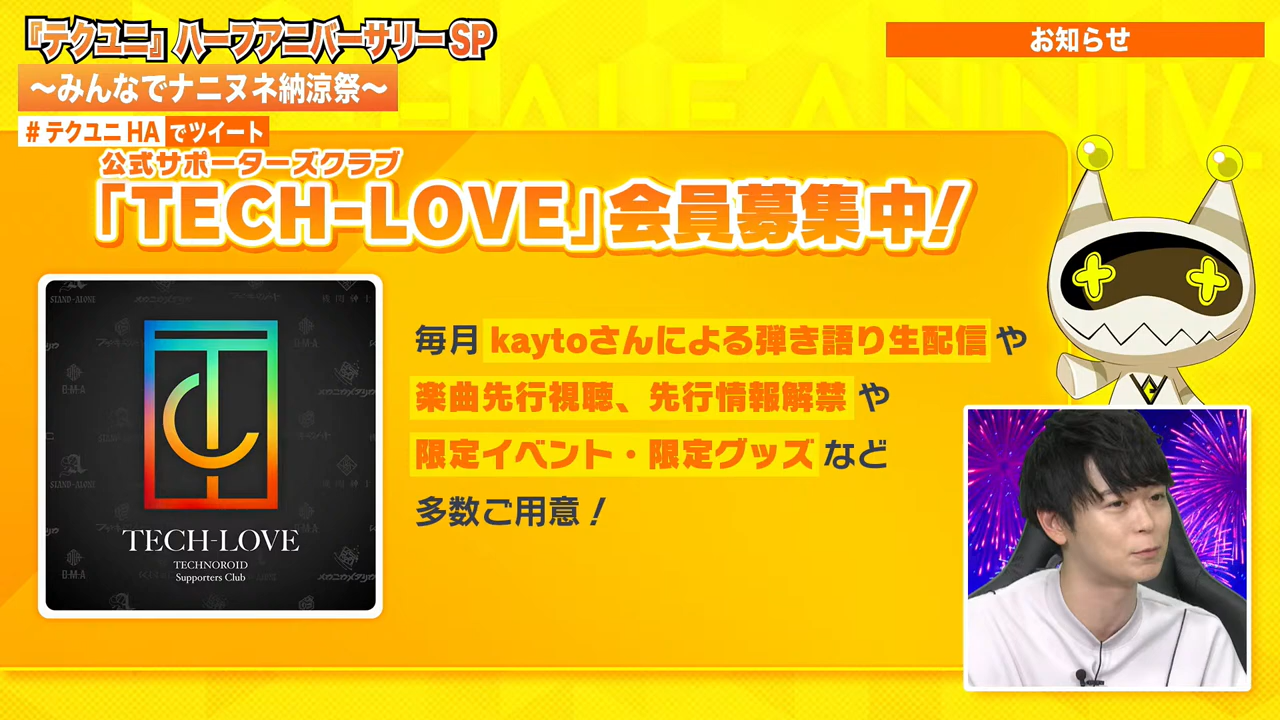 『テクユニ』ハーフアニバーサリーSP
～みんなでナニヌネ納涼祭～
#テクユニHAでツイート
お知らせ
HALF ANNIV.
公式サポーターズクラブ
「TECH-LOVE」会員募集中!
毎月 kaytoさんによる弾き語り生配信 や
楽曲先行視聴、先行情報解禁 や
限定イベント・限定グッズ など
多数ご用意！
STAND-ALONE
TECH-LOVE
TECHNOROID
Supporters Club